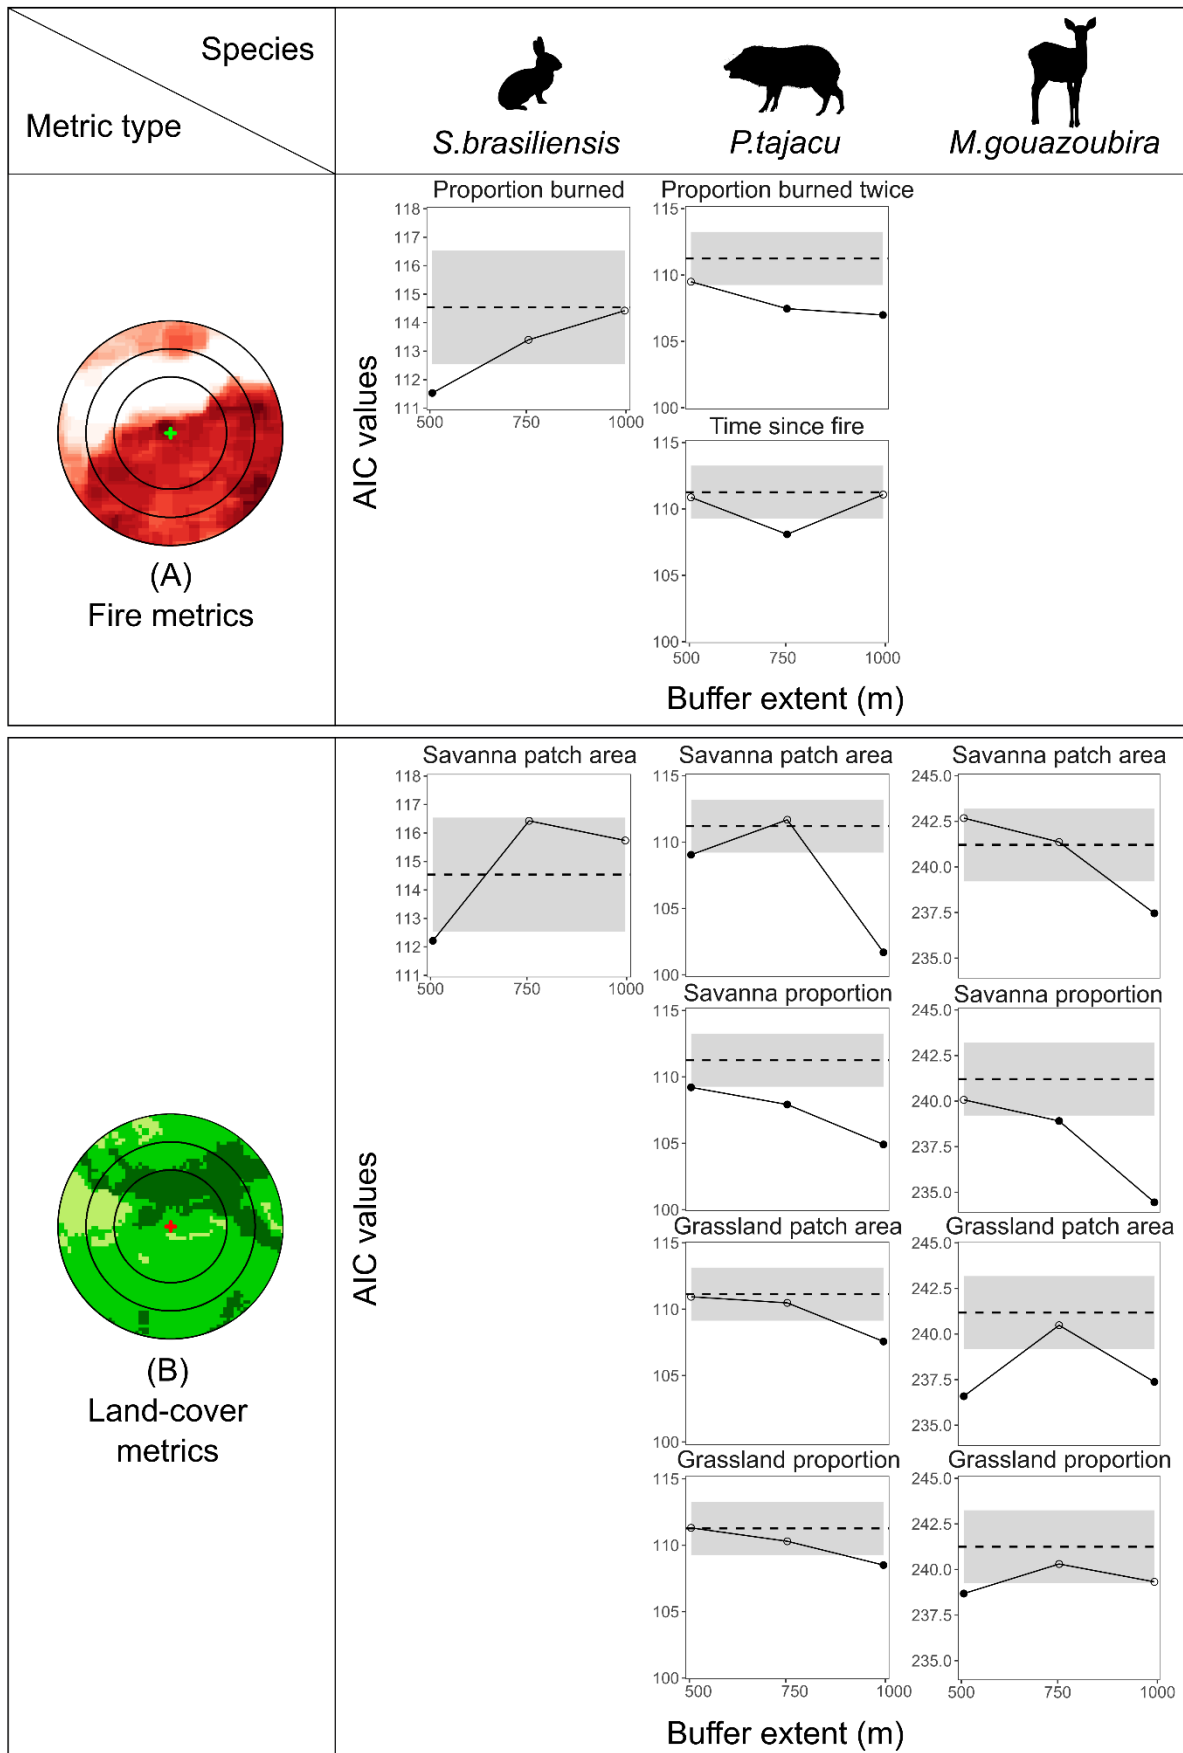 Species
Metric type
S.brasiliensis
P.tajacu
M.gouazoubira
Proportion burned
118
117
116
115
114
113
112
111
500
750
1000
Proportion burned twice
115
110
105
100
Time since fire
115
110
105
100
500
750
1000
AIC values
Buffer extent (m)
(A)
Fire metrics
Savanna patch area
118
117
116
115
114
113
112
111
500
750
1000
Savanna patch area
115
110
105
100
Savanna patch area
245.0
242.5
240.0
237.5
235.0
Savanna proportion
115
110
105
100
Savanna proportion
245.0
242.5
240.0
237.5
235.0
Grassland patch area
115
110
105
100
Grassland patch area
245.0
242.5
240.0
237.5
235.0
Grassland proportion
115
110
105
100
500
750
1000
Grassland proportion
245.0
242.5
240.0
237.5
235.0
500
750
1000
AIC values
Buffer extent (m)
(B)
Land-cover
metrics